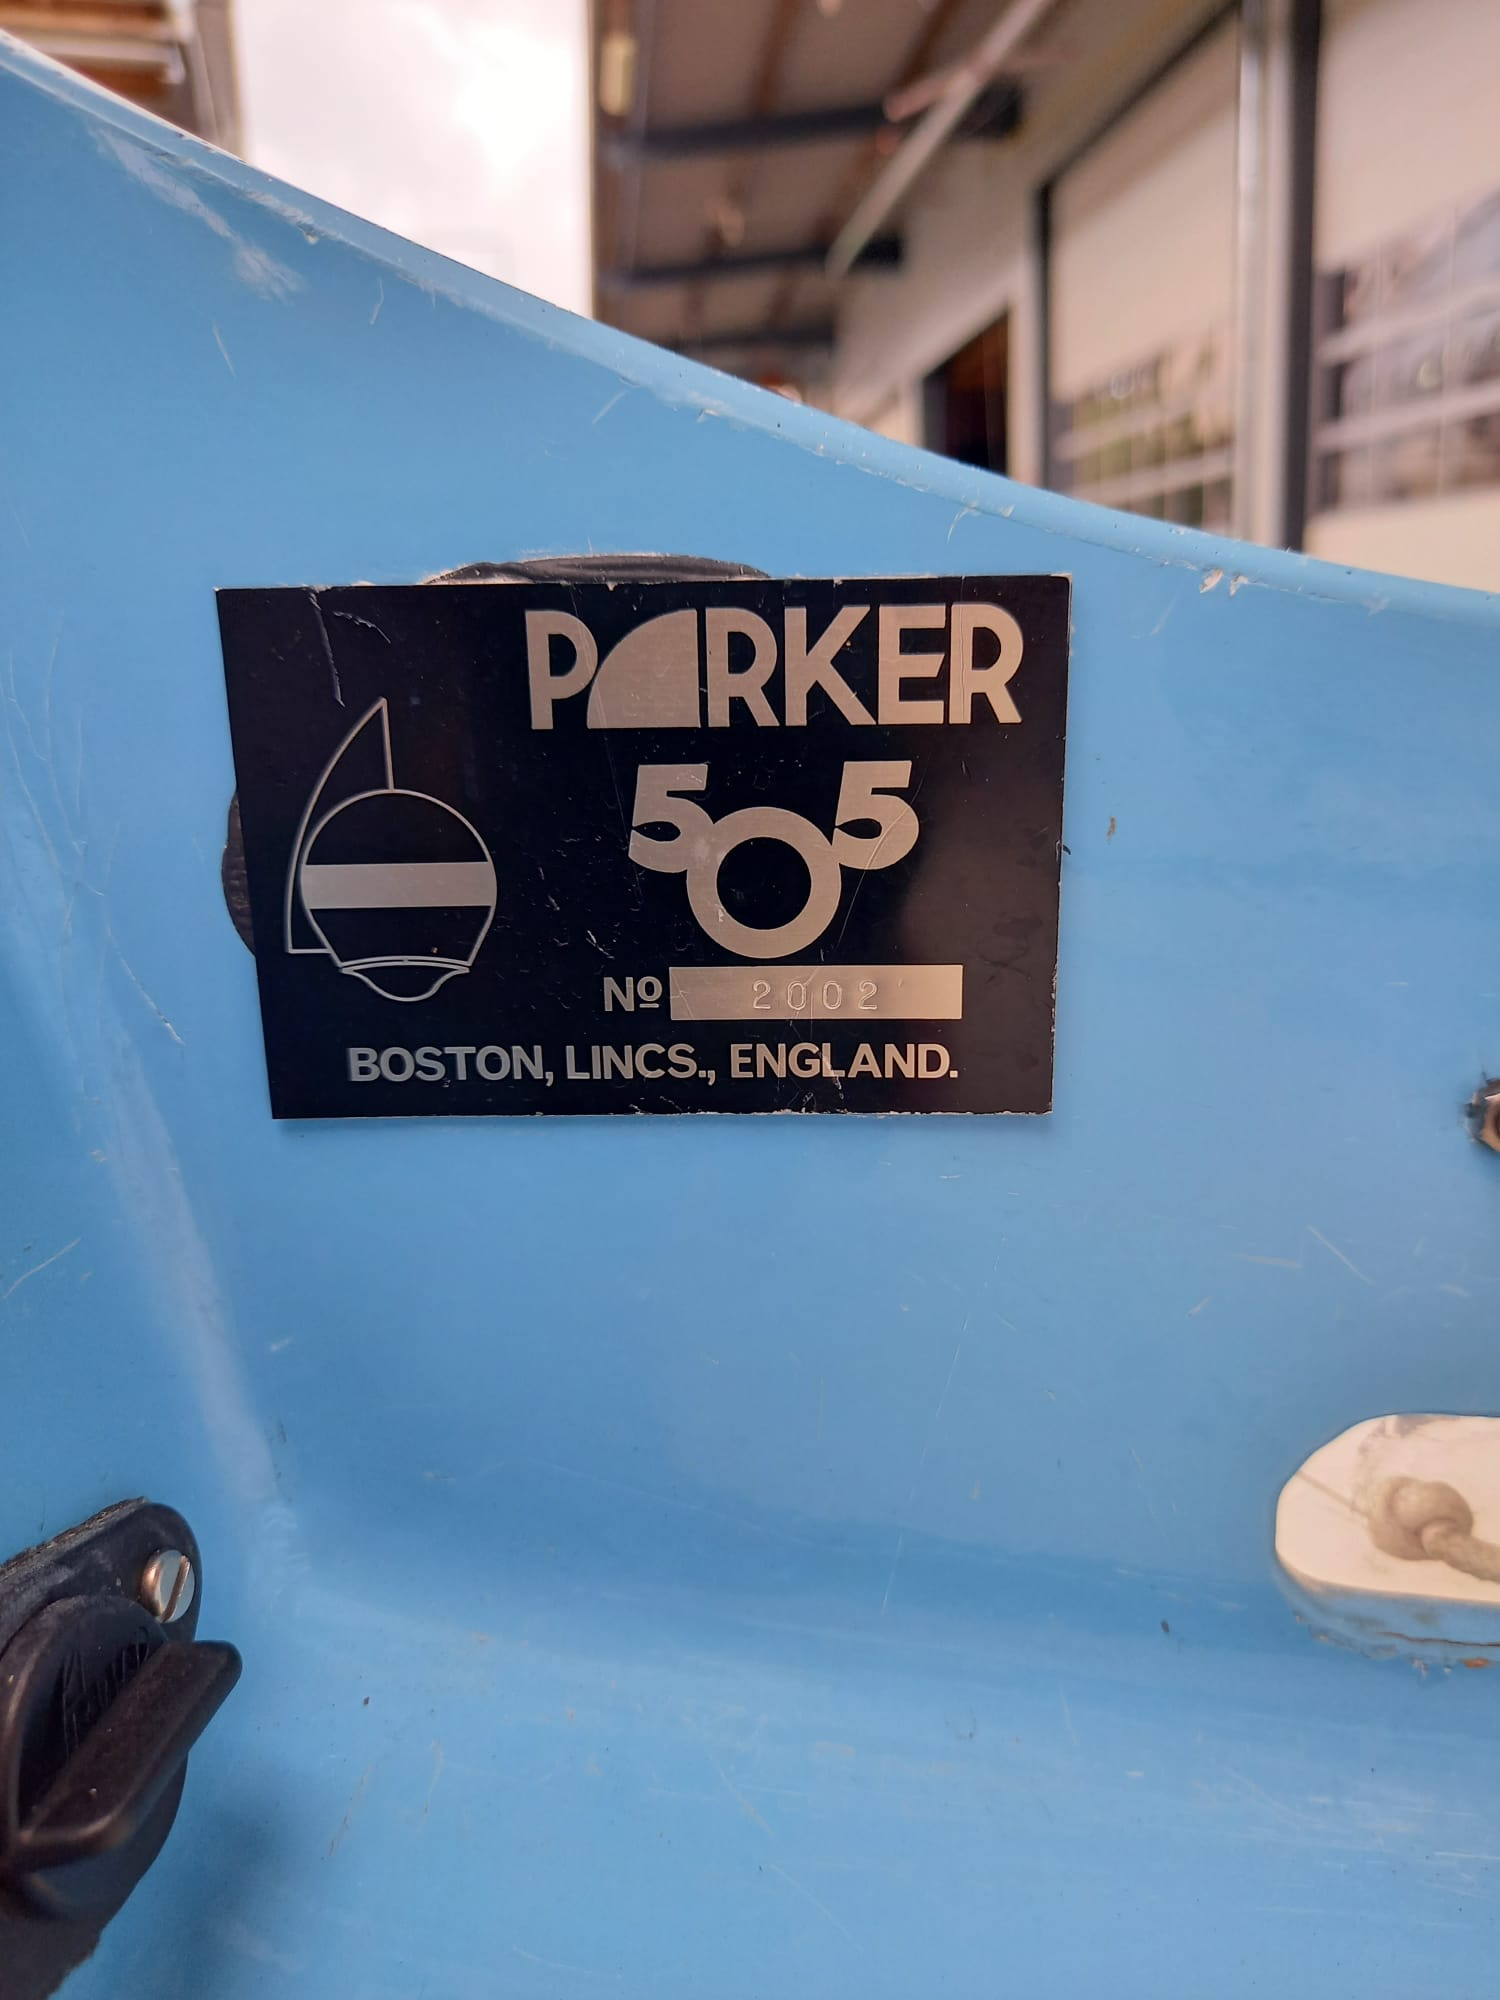 PARKER
505
Nº 2002
BOSTON, LINCS., ENGLAND.